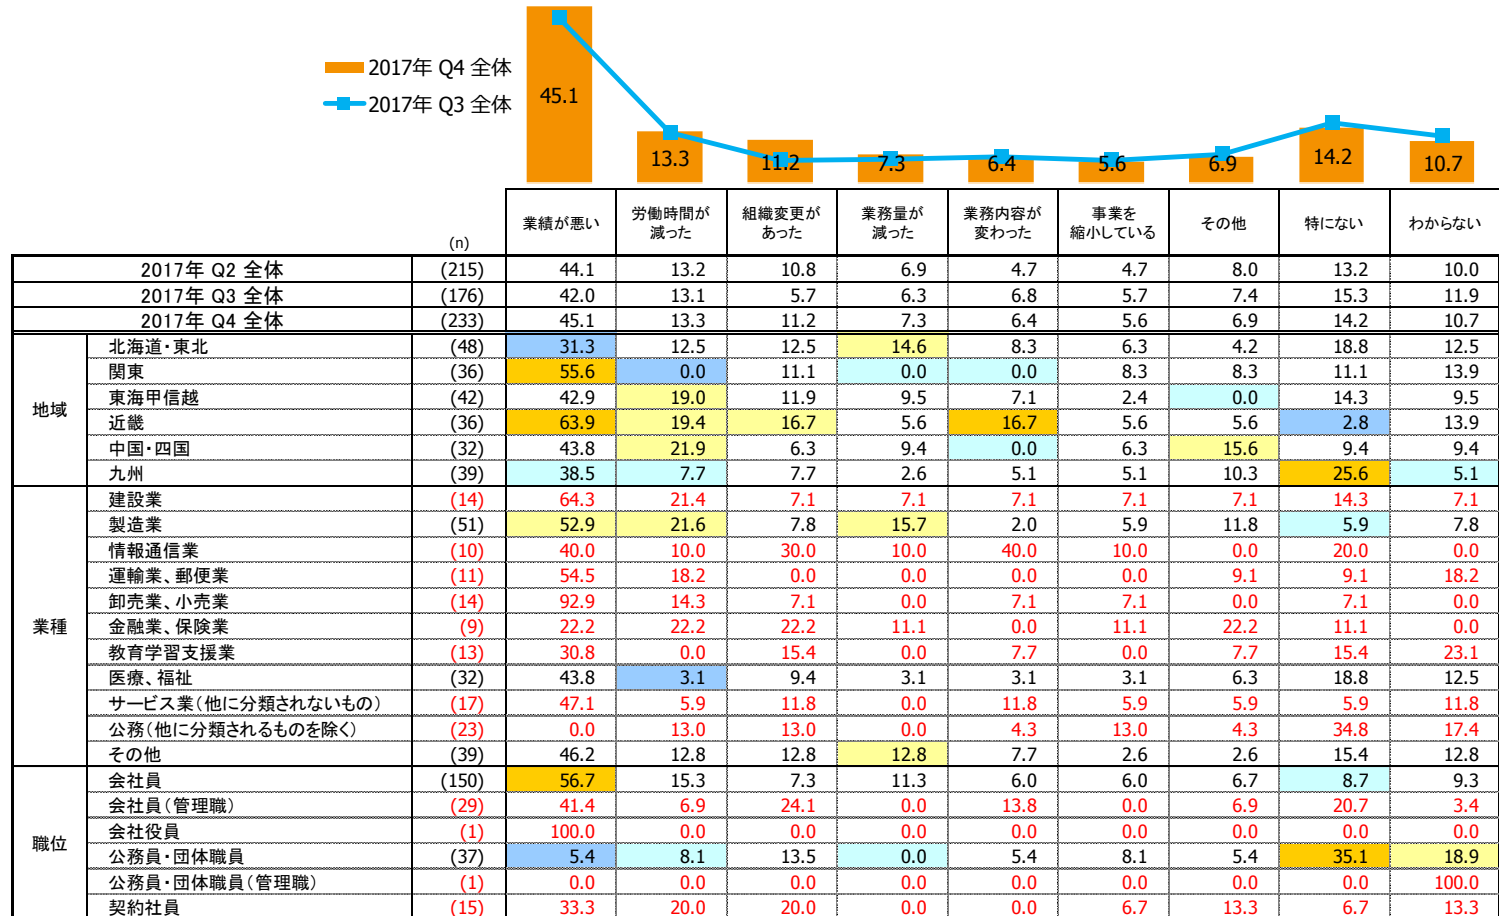 2017年 Q4 全体
2017年 Q3 全体
45.1 13.3 11.2 7.3 6.4 5.6 6.9 14.2 10.7
(n) 業績が悪い 労働時間が減った 組織変更があった 業務量が減った 業務内容が変わった 事業を縮小している その他 特にない わからない
2017年 Q2 全体 (215) 44.1 13.2 10.8 6.9 4.7 4.7 8.0 13.2 10.0
2017年 Q3 全体 (176) 42.0 13.1 5.7 6.3 6.8 5.7 7.4 15.3 11.9
2017年 Q4 全体 (233) 45.1 13.3 11.2 7.3 6.4 5.6 6.9 14.2 10.7
地域
北海道・東北 (48) 31.3 12.5 12.5 14.6 8.3 6.3 4.2 18.8 12.5
関東 (36) 55.6 0.0 11.1 0.0 0.0 8.3 8.3 11.1 13.9
東海甲信越 (42) 42.9 19.0 11.9 9.5 7.1 2.4 0.0 14.3 9.5
近畿 (36) 63.9 19.4 16.7 5.6 16.7 5.6 5.6 2.8 13.9
中国・四国 (32) 43.8 21.9 6.3 9.4 0.0 6.3 15.6 9.4 9.4
九州 (39) 38.5 7.7 7.7 2.6 5.1 5.1 10.3 25.6 5.1
業種
建設業 (14) 64.3 21.4 7.1 7.1 7.1 7.1 7.1 14.3 7.1
製造業 (51) 52.9 21.6 7.8 15.7 2.0 5.9 11.8 5.9 7.8
情報通信業 (10) 40.0 10.0 30.0 10.0 40.0 10.0 0.0 20.0 0.0
運輸業、郵便業 (11) 54.5 18.2 0.0 0.0 0.0 0.0 9.1 9.1 18.2
卸売業、小売業 (14) 92.9 14.3 7.1 0.0 7.1 7.1 0.0 7.1 0.0
金融業、保険業 (9) 22.2 22.2 22.2 11.1 0.0 11.1 22.2 11.1 0.0
教育学習支援業 (13) 30.8 0.0 15.4 0.0 7.7 0.0 7.7 15.4 23.1
医療、福祉 (32) 43.8 3.1 9.4 3.1 3.1 3.1 6.3 18.8 12.5
サービス業(他に分類されないもの) (17) 47.1 5.9 11.8 0.0 11.8 5.9 5.9 5.9 11.8
公務(他に分類されるものを除く) (23) 0.0 13.0 13.0 0.0 4.3 13.0 4.3 34.8 17.4
その他 (39) 46.2 12.8 12.8 12.8 7.7 2.6 2.6 15.4 12.8
職位
会社員 (150) 56.7 15.3 7.3 11.3 6.0 6.0 6.7 8.7 9.3
会社員(管理職) (29) 41.4 6.9 24.1 0.0 13.8 0.0 6.9 20.7 3.4
会社役員 (1) 100.0 0.0 0.0 0.0 0.0 0.0 0.0 0.0 0.0
公務員・団体職員 (37) 5.4 8.1 13.5 0.0 5.4 8.1 5.4 35.1 18.9
公務員・団体職員(管理職) (1) 0.0 0.0 0.0 0.0 0.0 0.0 0.0 0.0 100.0
契約社員 (15) 33.3 20.0 20.0 0.0 0.0 6.7 13.3 6.7 13.3